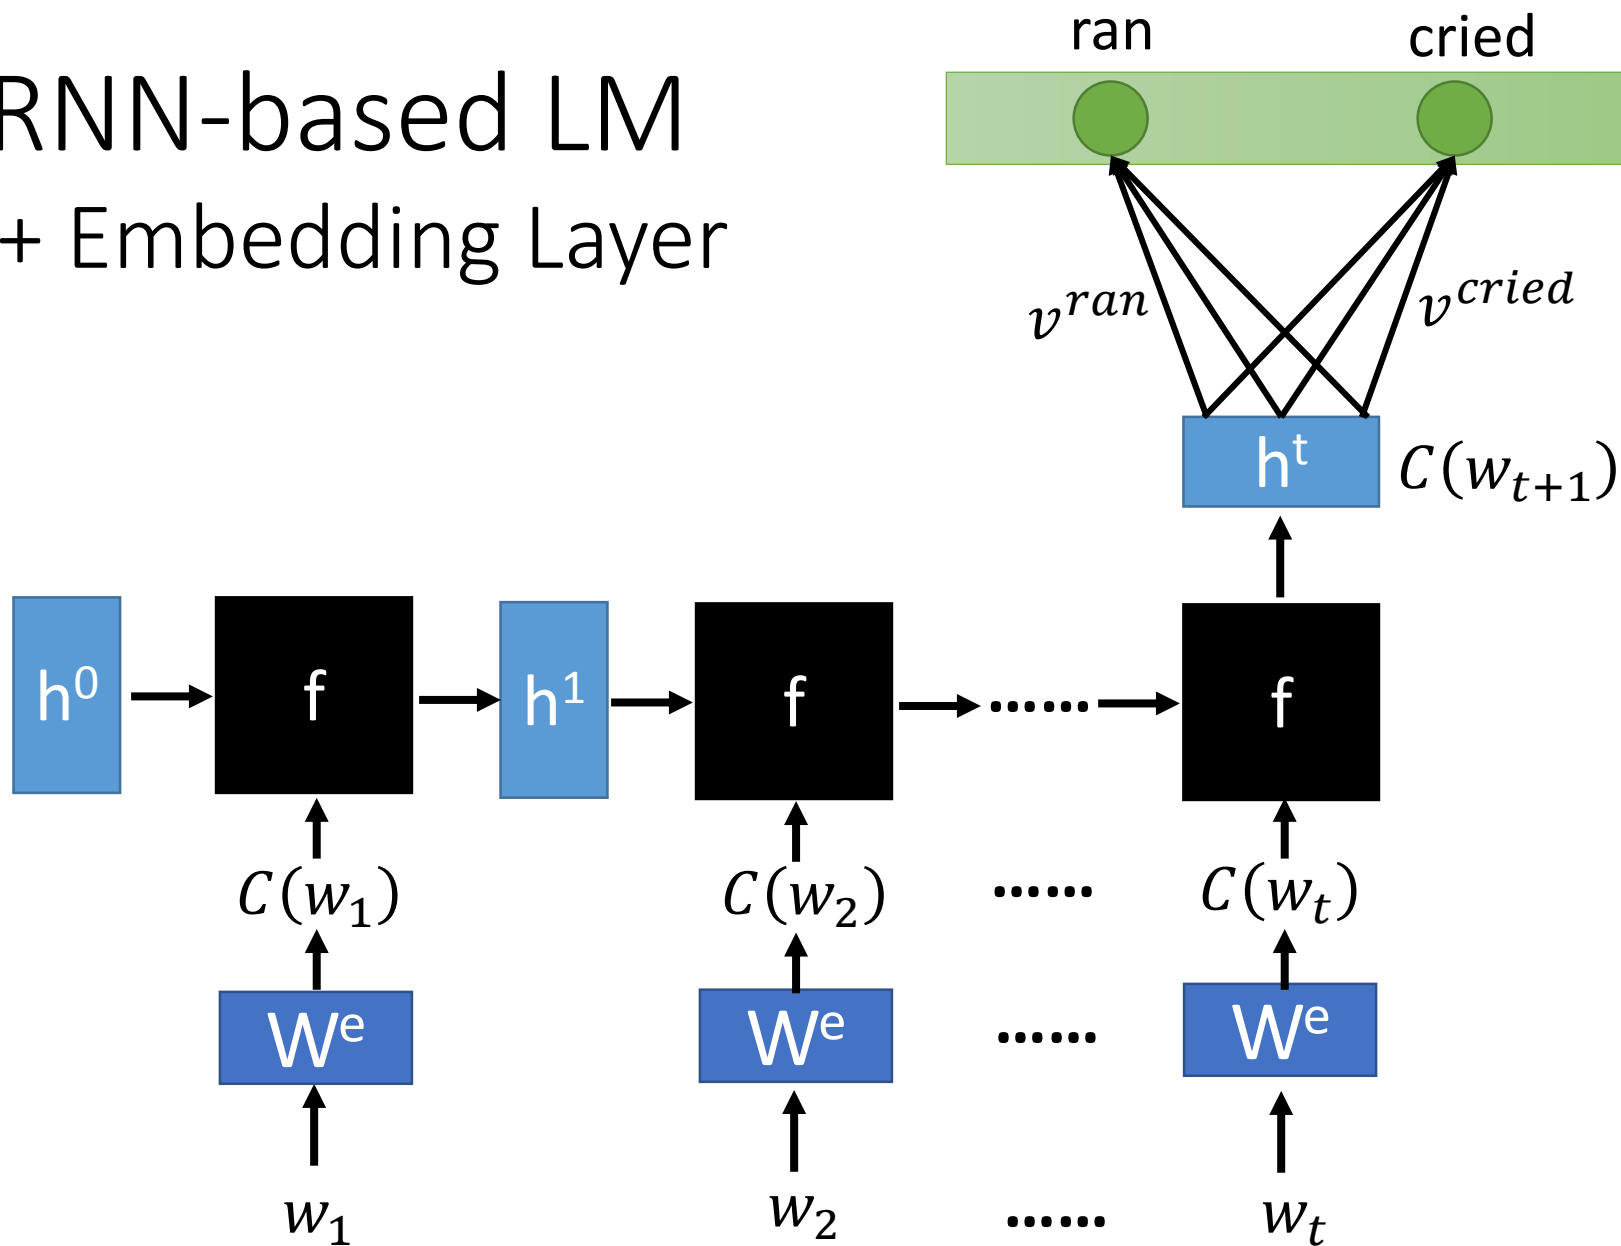 RNN-based LM
+ Embedding Layer
ran cried
v^{ran} v^{cried}
h^t C(w_{t+1})
h^0 f h^1 f ...... f
C(w_1) C(w_2) ...... C(w_t)
W^e W^e ...... W^e
w_1 w_2 ...... w_t